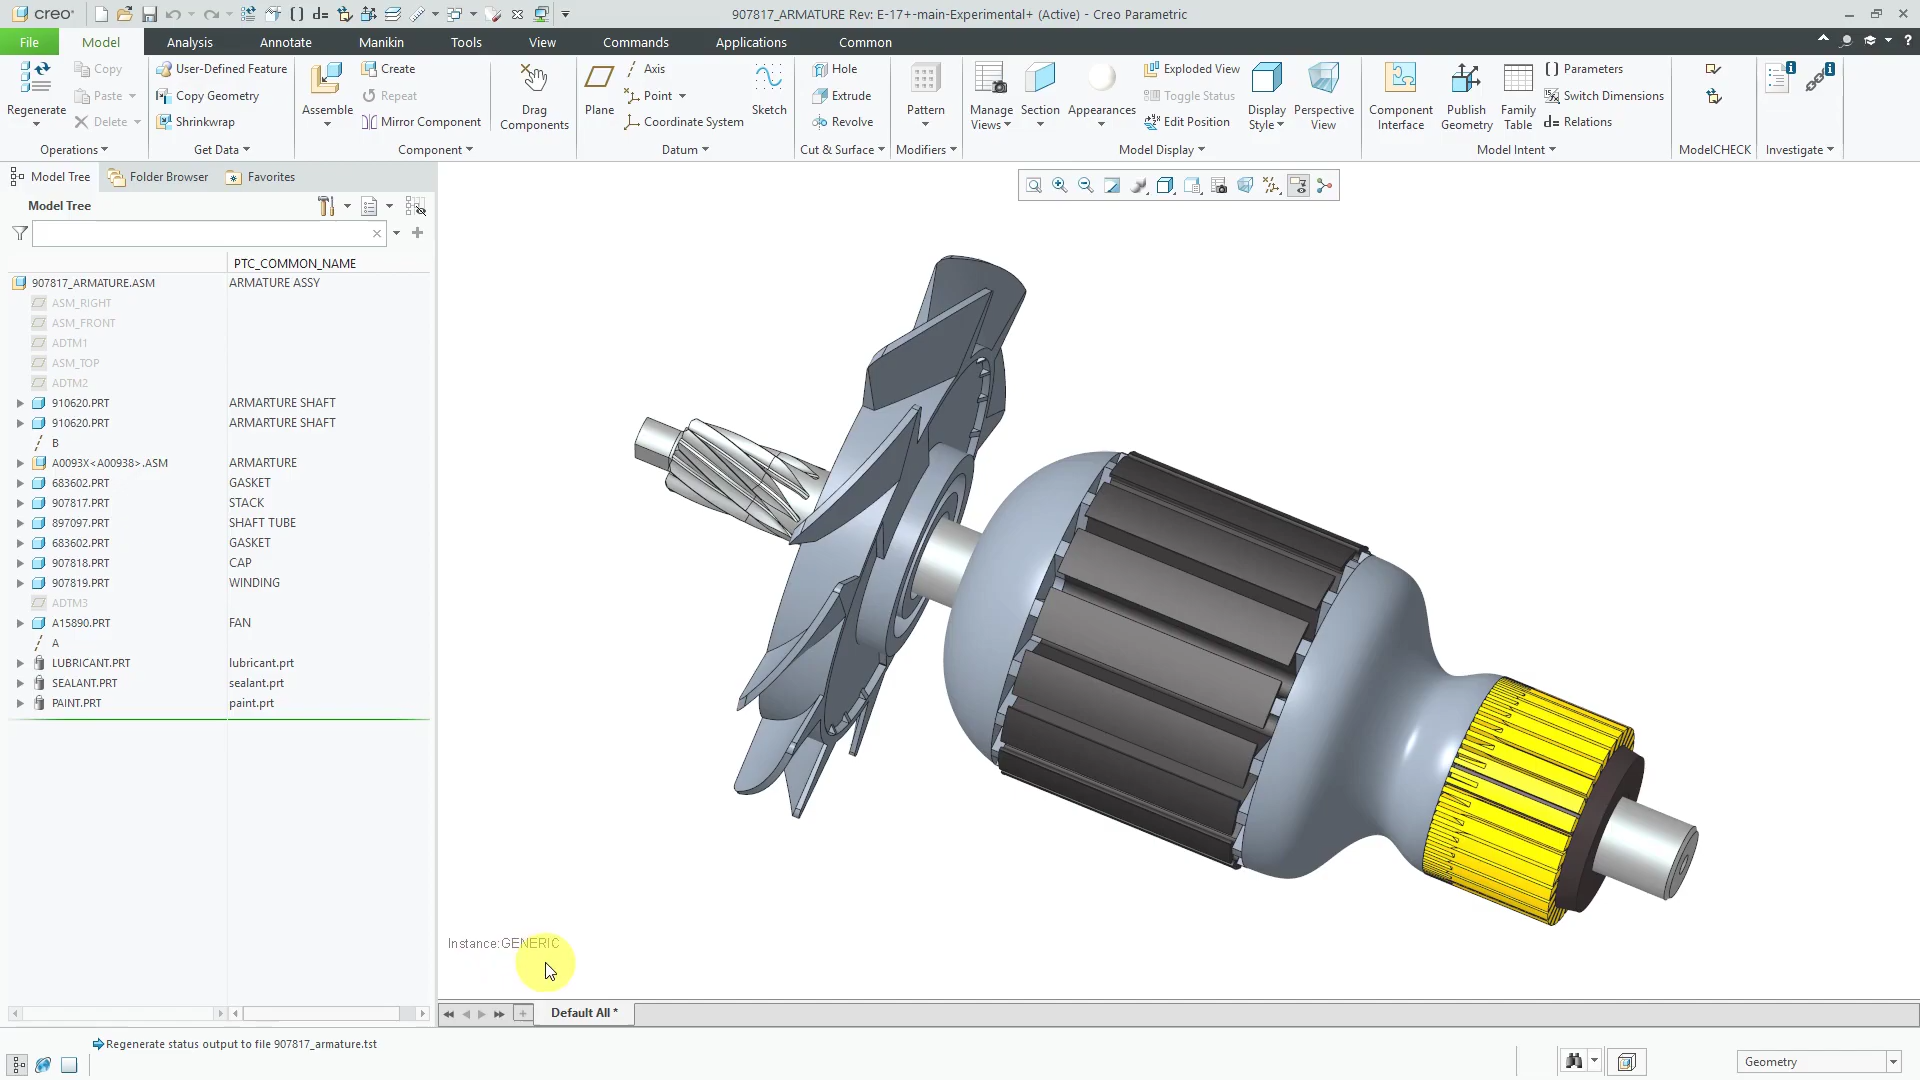 creo°
907817_ARMATURE Rev: E-17+-main-Experimental+ (Active) - Creo Parametric
File
Model
Analysis
Annotate
Manikin
Tools
View
Commands
Applications
Common
Regenerate
Copy
Paste
Delete
Operations
User-Defined Feature
Copy Geometry
Shrinkwrap
Get Data
Assemble
Create
Repeat
Mirror Component
Component
Drag
Components
Plane
Axis
Point
Coordinate System
Sketch
Datum
Hole
Extrude
Revolve
Cut & Surface
Pattern
Modifiers
Manage
Views
Section
Appearances
Exploded View
Toggle Status
Edit Position
Display
Style
Perspective
View
Model Display
Component
Interface
Publish
Geometry
Family
Table
Parameters
Switch Dimensions
d= Relations
Model Intent
ModelCHECK
Investigate
Model Tree
Folder Browser
Favorites
Model Tree
PTC_COMMON_NAME
907817_ARMATURE.ASM ARMATURE ASSY
ASM_RIGHT
ASM_FRONT
ADTM1
ASM_TOP
ADTM2
910620.PRT ARMARTURE SHAFT
910620.PRT ARMARTURE SHAFT
B
A0093X<A00938>.ASM ARMARTURE
683602.PRT GASKET
907817.PRT STACK
897097.PRT SHAFT TUBE
683602.PRT GASKET
907818.PRT CAP
907819.PRT WINDING
ADTM3
A15890.PRT FAN
A
LUBRICANT.PRT lubricant.prt
SEALANT.PRT sealant.prt
PAINT.PRT paint.prt
Instance:GENERIC
Default All *
Regenerate status output to file 907817_armature.tst
Geometry